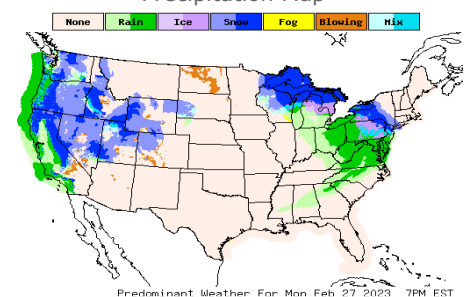 Precipitation Map
None Rain Ice Snow Fog Blowing Mix
Predominant Weather For Mon Feb 27 2023 7PM EST